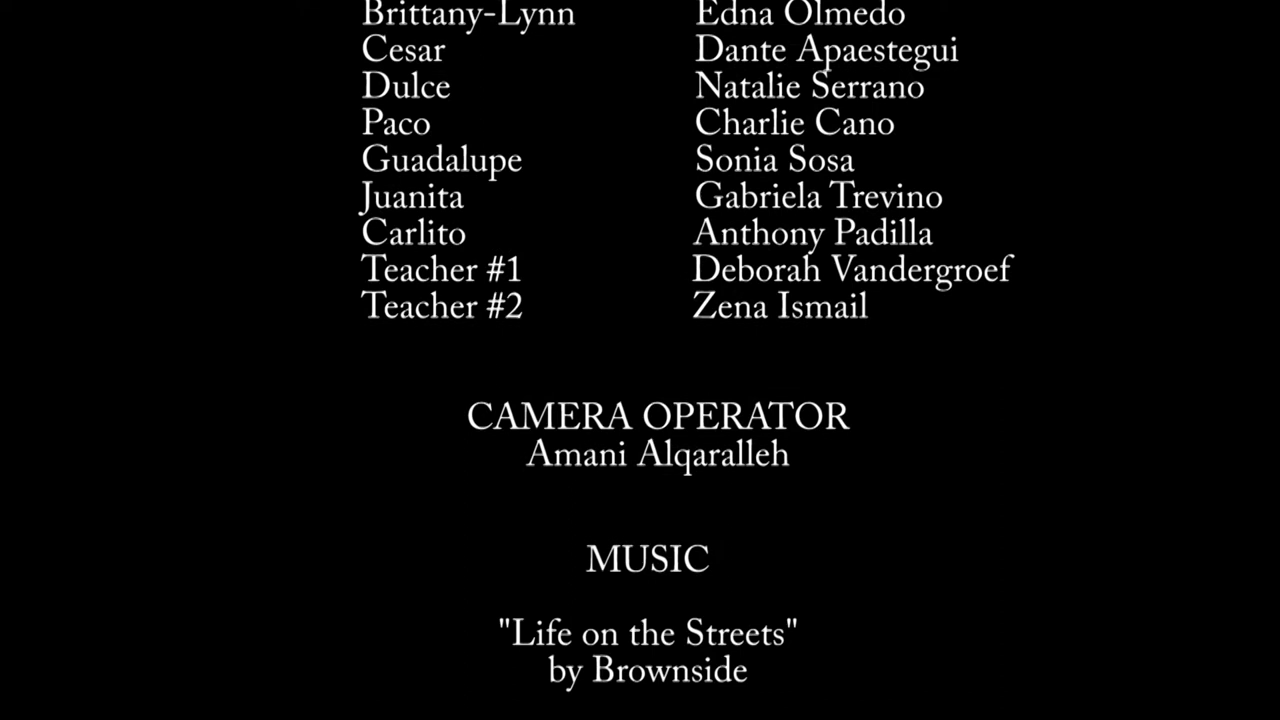 Brittany-Lynn Edna Olmedo
Cesar Dante Apaestegui
Dulce Natalie Serrano
Paco Charlie Cano
Guadalupe Sonia Sosa
Juanita Gabriela Trevino
Carlito Anthony Padilla
Teacher #1 Deborah Vandergroef
Teacher #2 Zena Ismail
CAMERA OPERATOR
Amani Alqaralleh
MUSIC
"Life on the Streets"
by Brownside